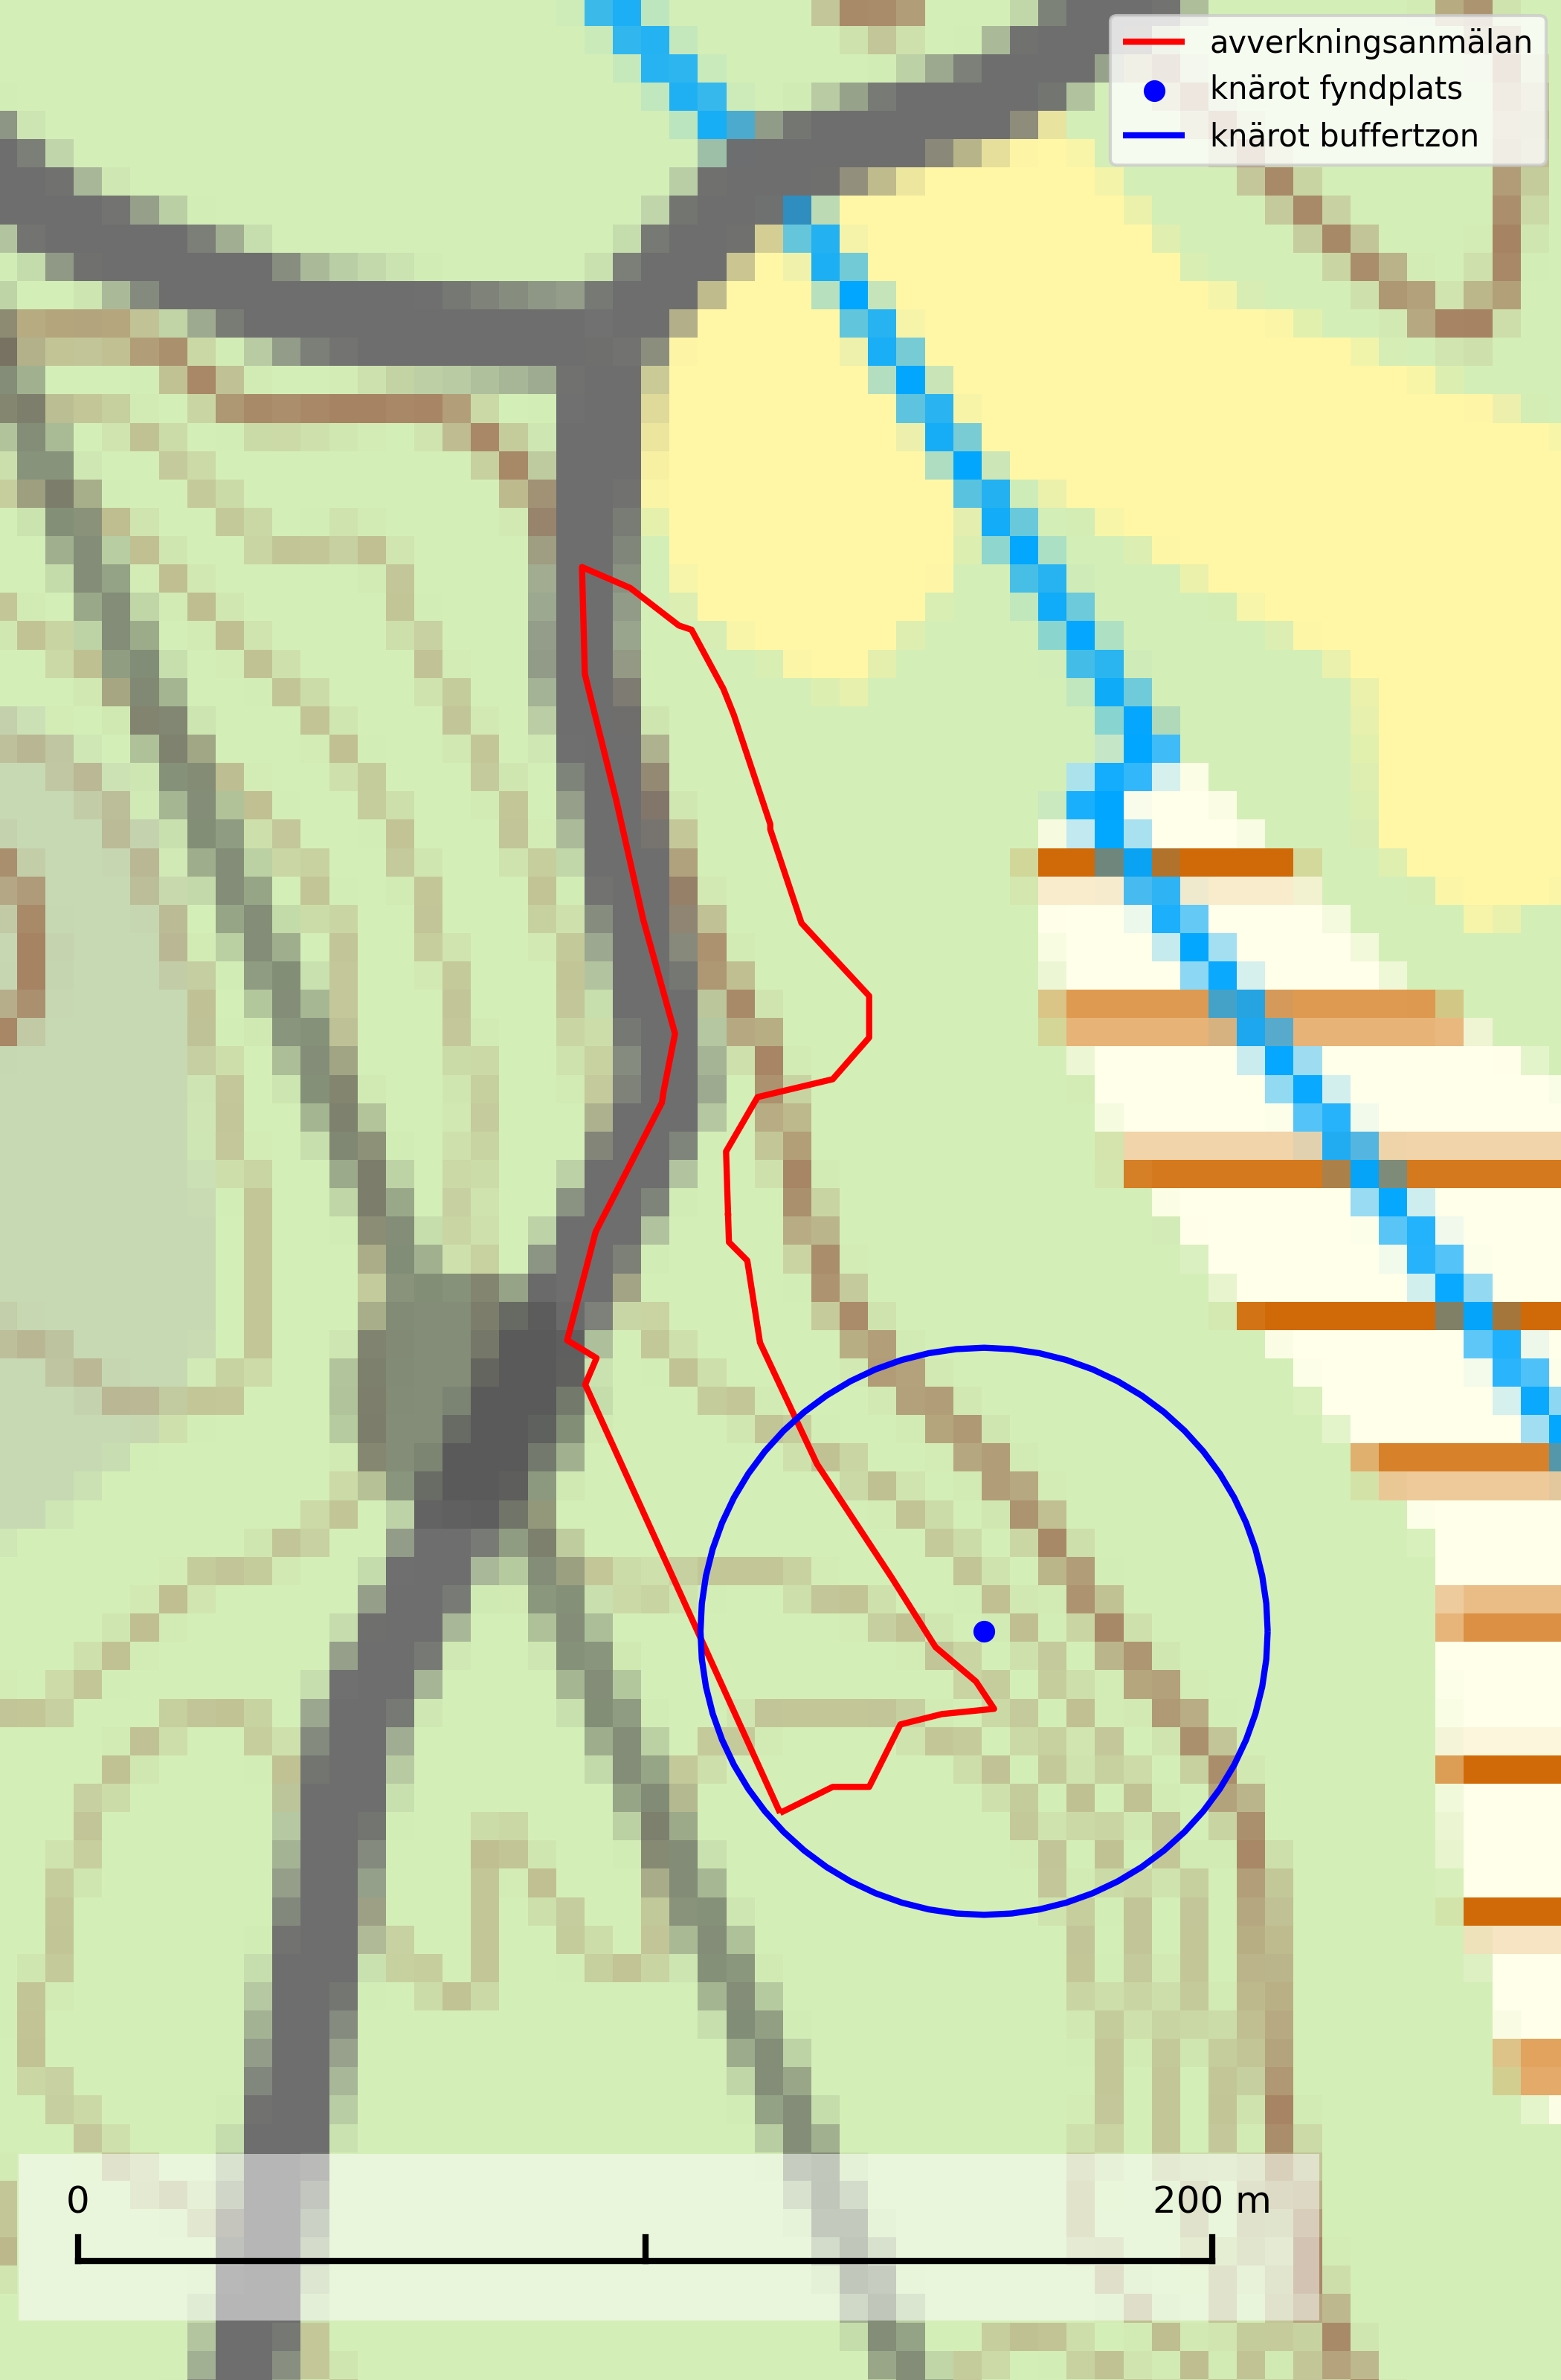 avverkningsanmälan
knärot fyndplats
knärot buffertzon
0 200 m